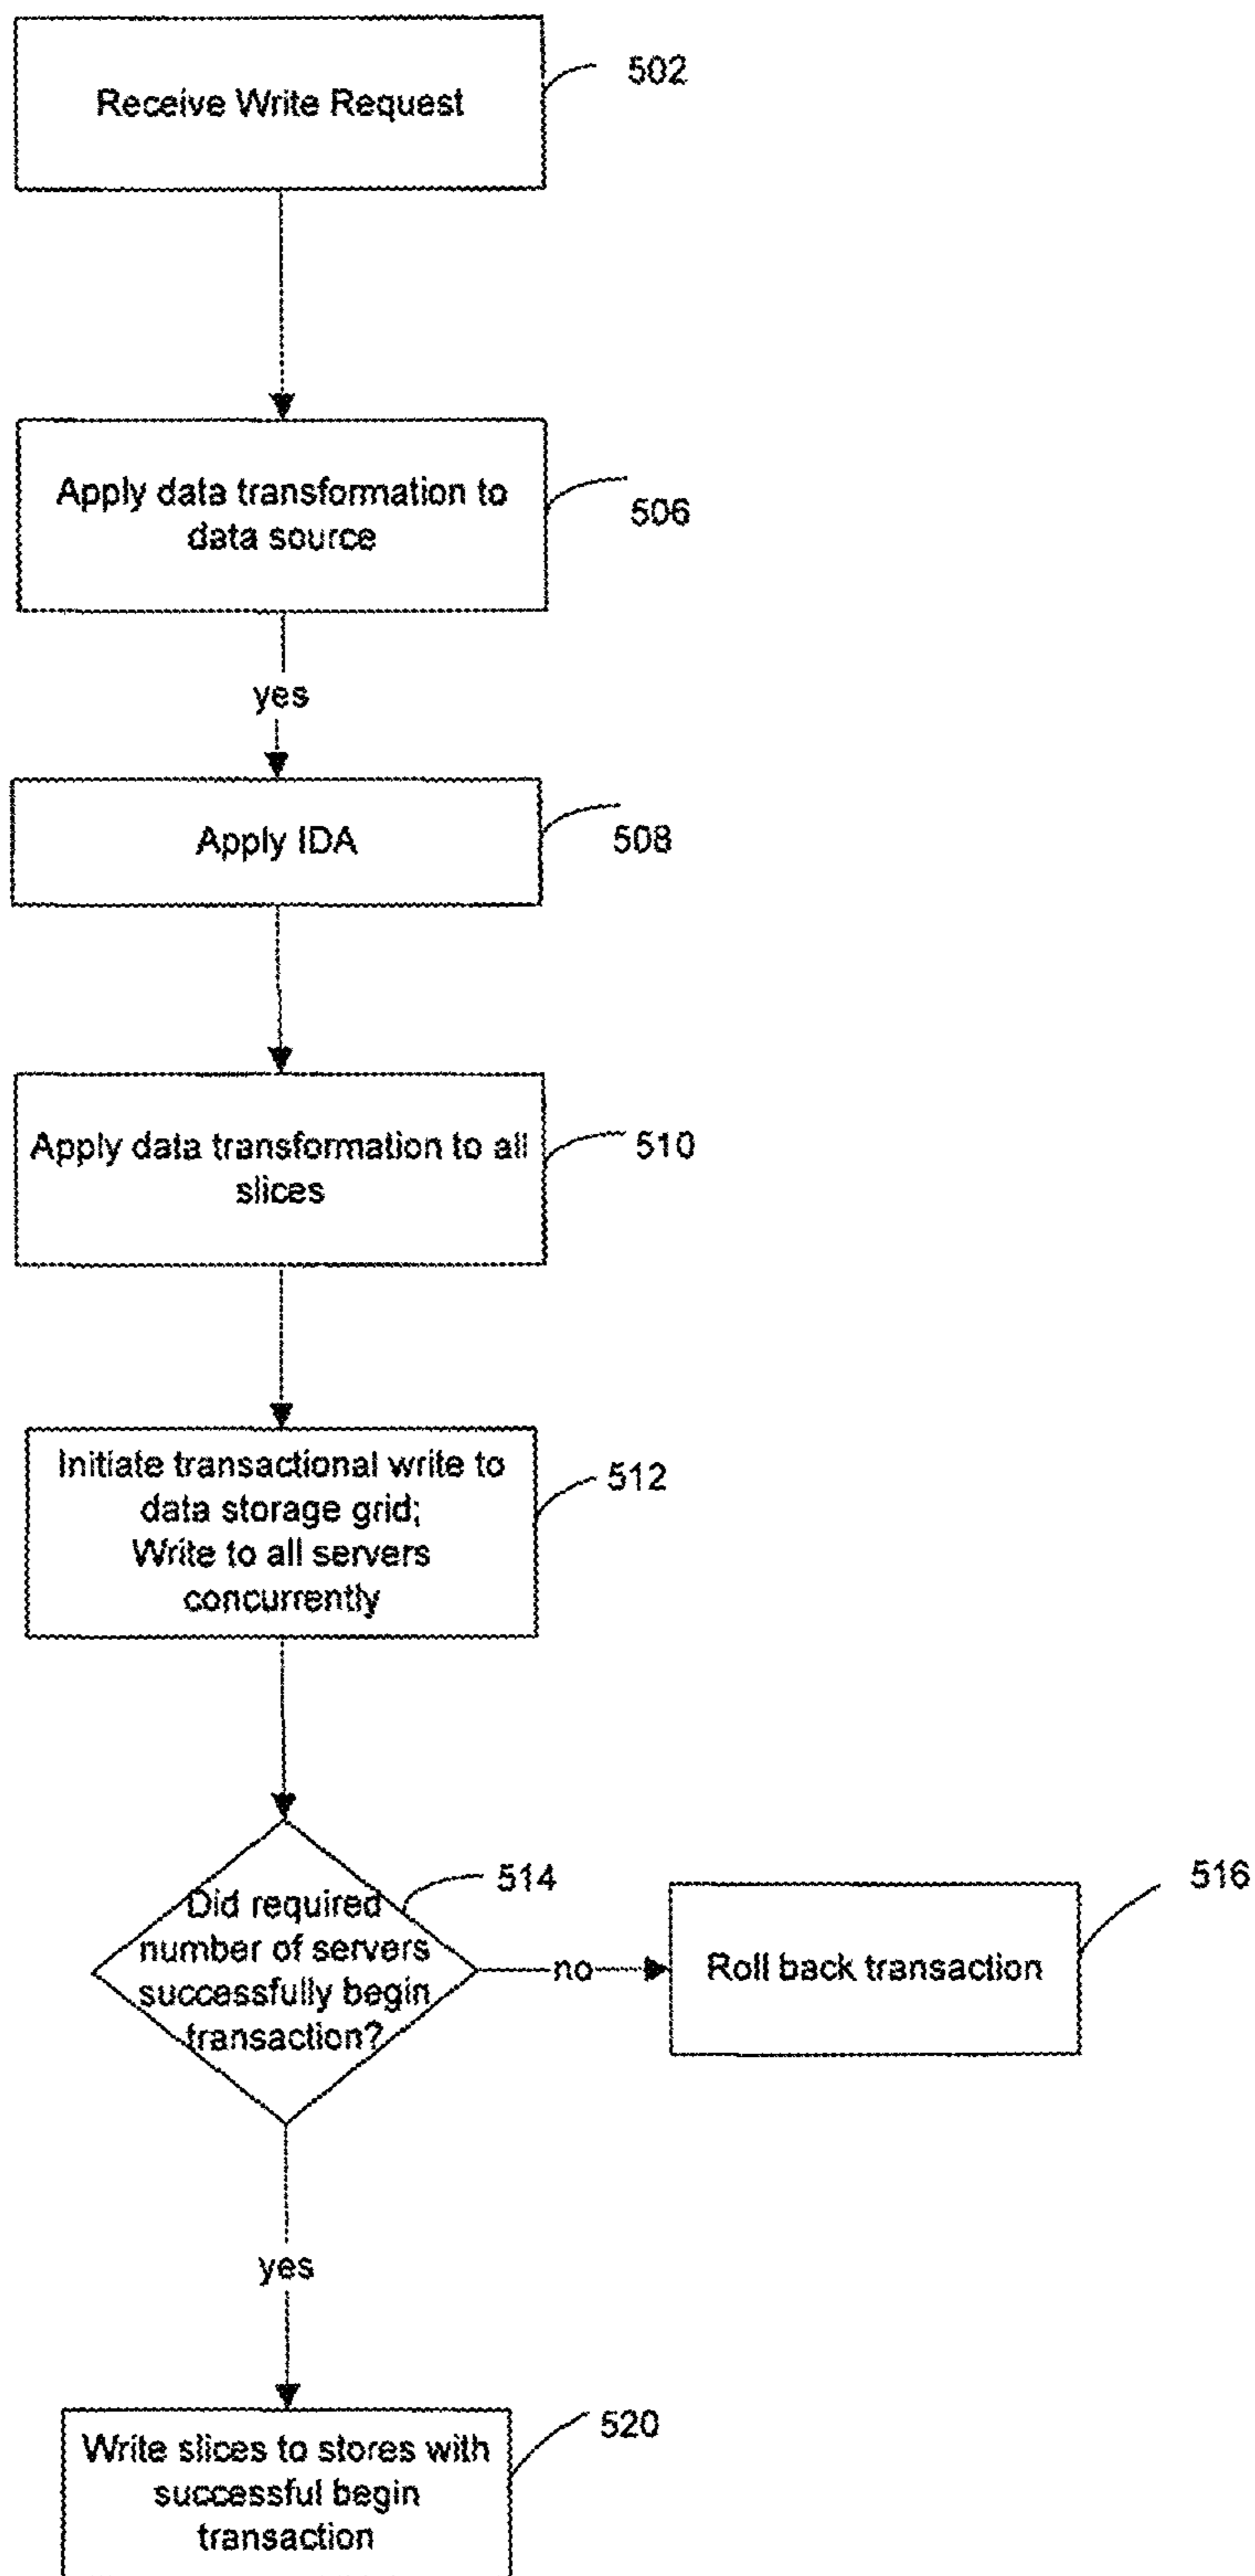 Receive Write Request
502
Apply data transformation to
data source
506
yes
Apply IDA
508
Apply data transformation to all
slices
510
Initiate transactional write to
data storage grid;
Write to all servers
concurrently
512
Did required
number of servers
successfully begin
transaction?
514
no
Roll back transaction
516
yes
Write slices to stores with
successful begin
transaction
520